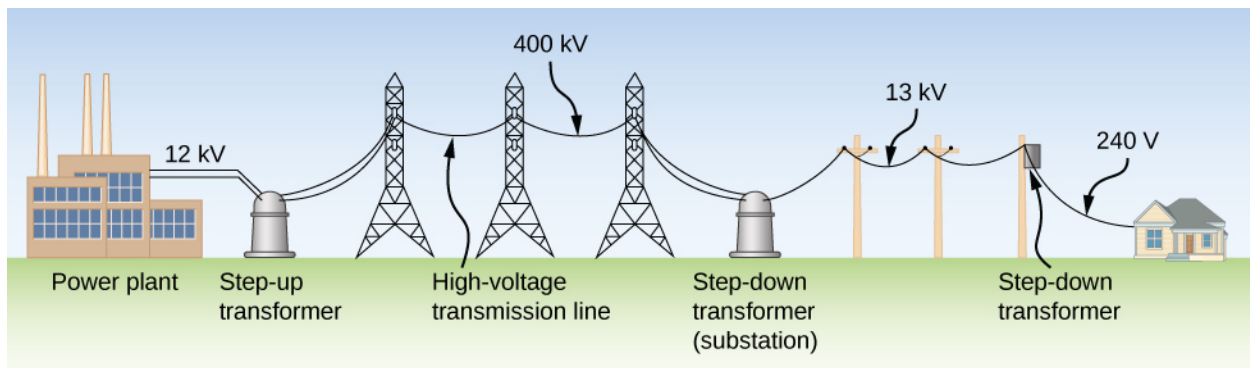 400 kV
13 kV
12 kV
240 V
Power plant
Step-up
transformer
High-voltage
transmission line
Step-down
transformer
(substation)
Step-down
transformer